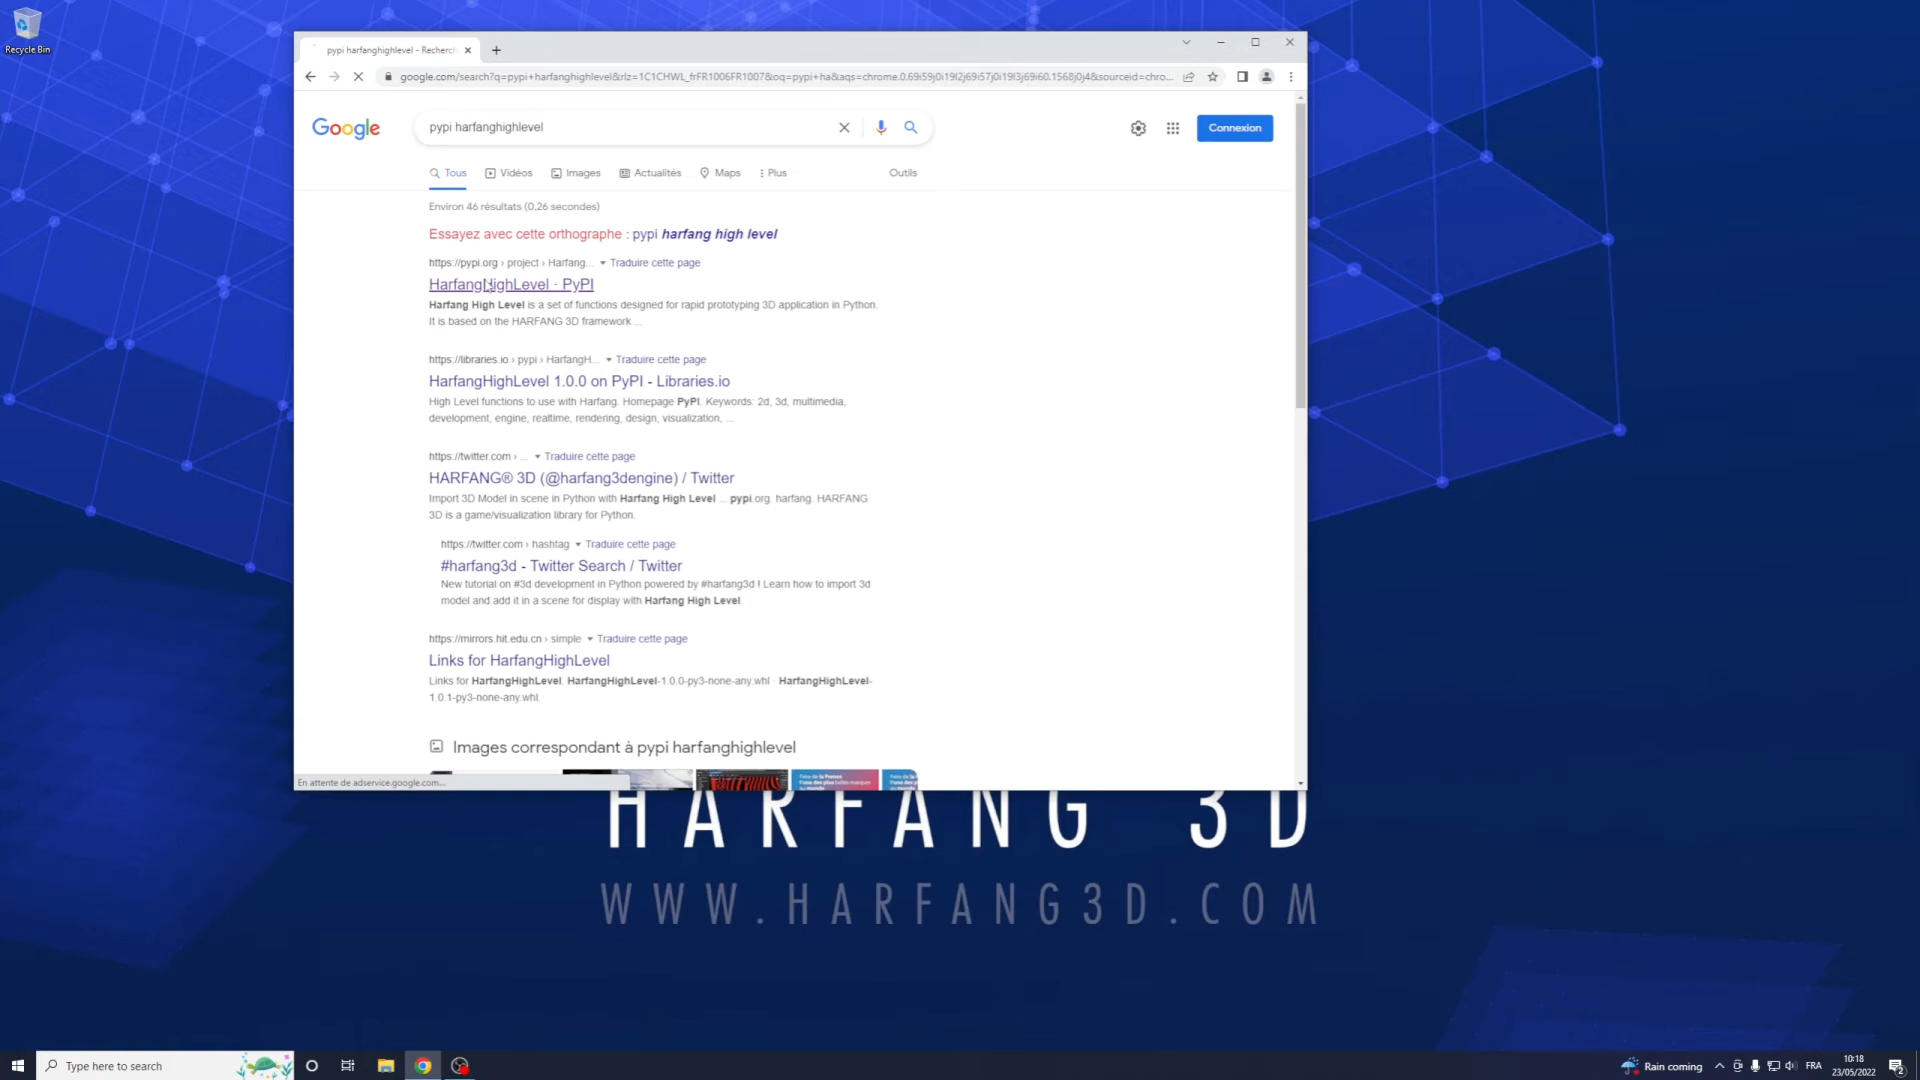 Recycle Bin
pypi harfanghighlevel - Recherch
google.com/search?q=pypi+harfanghighlevel&rlz=1C1CHWL_frFR1006FR1007&oq=pypi+ha&aqs=chrome.0.69i59j0i19l2j69i57j0i19l3j69i60.1568j0j4&sourceid=chro...
Google
pypi harfanghighlevel
Connexion
Tous Vidéos Images Actualités Maps Plus Outils
Environ 46 résultats (0,26 secondes)
Essayez avec cette orthographe : pypi harfang high level
https://pypi.org › project › Harfang... Traduire cette page
HarfangHighLevel · PyPI
Harfang High Level is a set of functions designed for rapid prototyping 3D application in Python.
It is based on the HARFANG 3D framework ...
https://libraries.io › pypi › HarfangH... Traduire cette page
HarfangHighLevel 1.0.0 on PyPI - Libraries.io
High Level functions to use with Harfang. Homepage PyPI. Keywords: 2d, 3d, multimedia,
development, engine, realtime, rendering, design, visualization, ...
https://twitter.com › ... Traduire cette page
HARFANG® 3D (@harfang3dengine) / Twitter
Import 3D Model in scene in Python with Harfang High Level ... pypi.org. harfang. HARFANG
3D is a game/visualization library for Python.
https://twitter.com › hashtag Traduire cette page
#harfang3d - Twitter Search / Twitter
New tutorial on #3d development in Python powered by #harfang3d ! Learn how to import 3d
model and add it in a scene for display with Harfang High Level.
https://mirrors.hit.edu.cn › simple Traduire cette page
Links for HarfangHighLevel
Links for HarfangHighLevel. HarfangHighLevel-1.0.0-py3-none-any.whl · HarfangHighLevel-
1.0.1-py3-none-any.whl.
Images correspondant à pypi harfanghighlevel
En attente de adservice.google.com...
HARFANG 3D
WWW.HARFANG3D.COM
Type here to search
Rain coming
FRA
10:18
23/05/2022
2